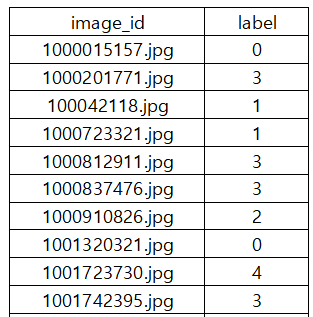 image_id label
1000015157.jpg 0
1000201771.jpg 3
100042118.jpg 1
1000723321.jpg 1
1000812911.jpg 3
1000837476.jpg 3
1000910826.jpg 2
1001320321.jpg 0
1001723730.jpg 4
1001742395.jpg 3